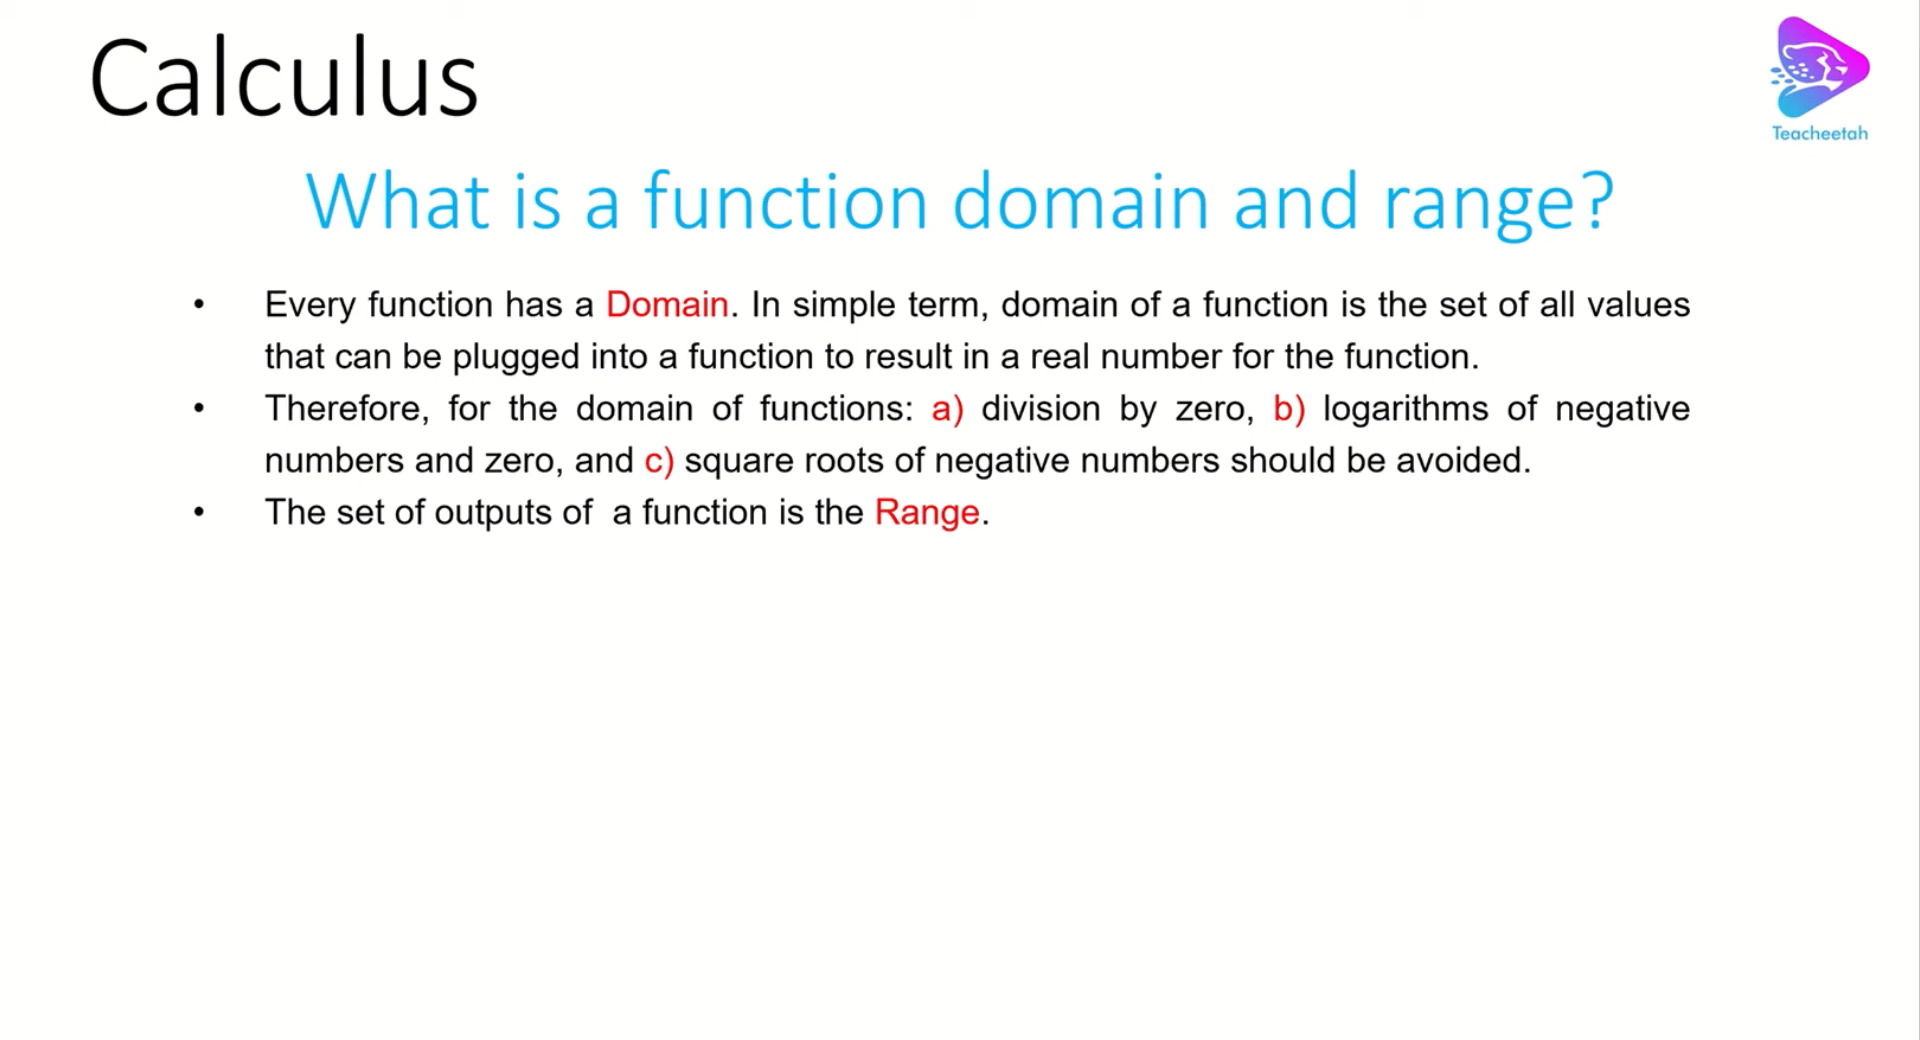 Calculus
Teacheetah
What is a function domain and range?
• Every function has a Domain. In simple term, domain of a function is the set of all values
that can be plugged into a function to result in a real number for the function.
• Therefore, for the domain of functions: a) division by zero, b) logarithms of negative
numbers and zero, and c) square roots of negative numbers should be avoided.
• The set of outputs of  a function is the Range.